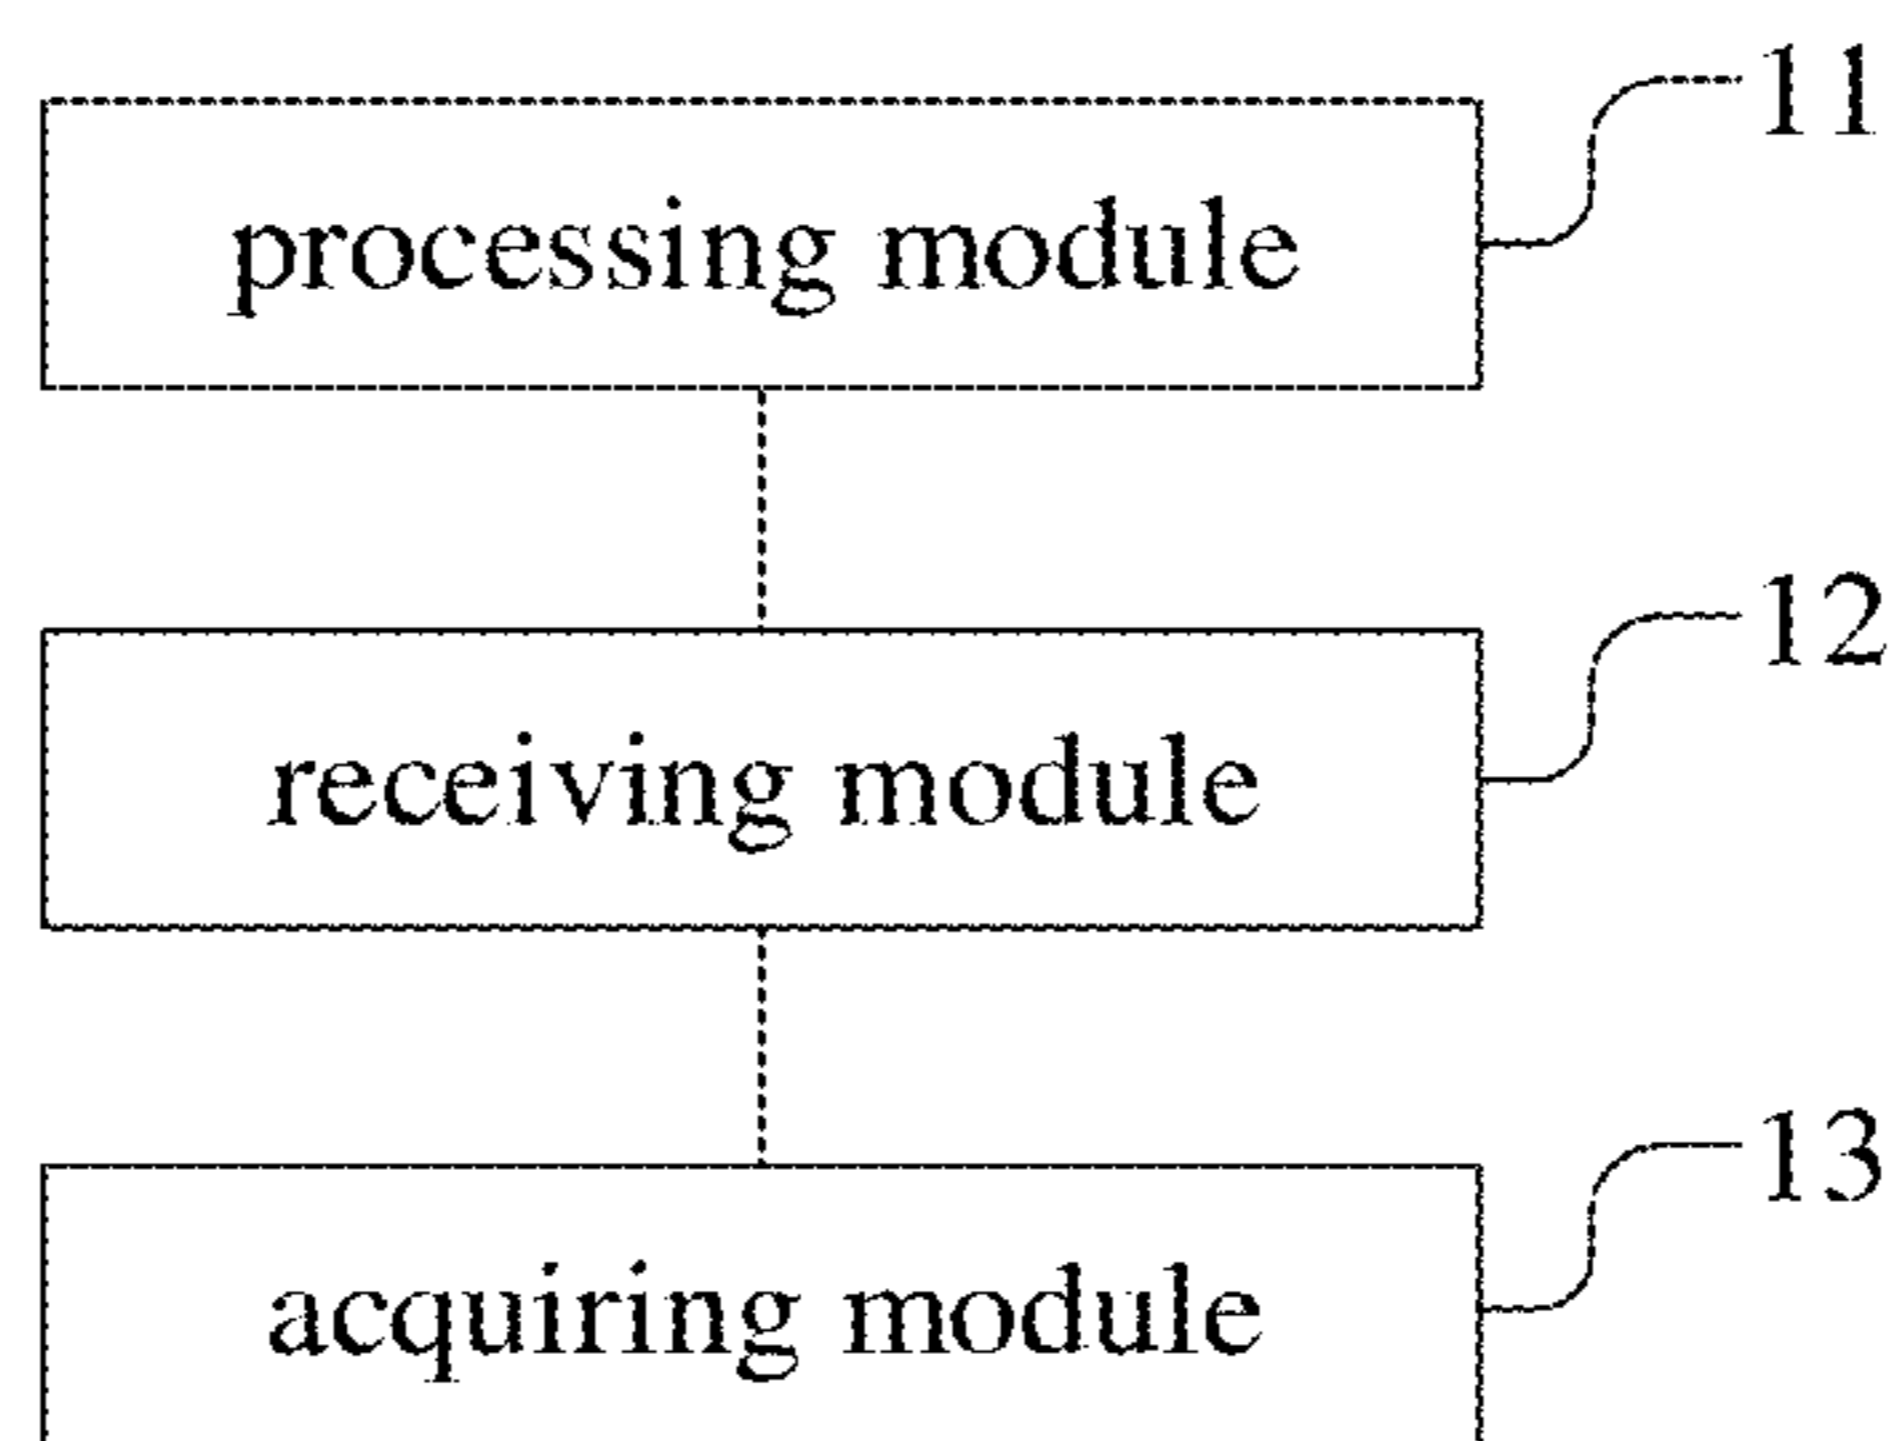 11
processing module
12
receiving module
13
acquiring module